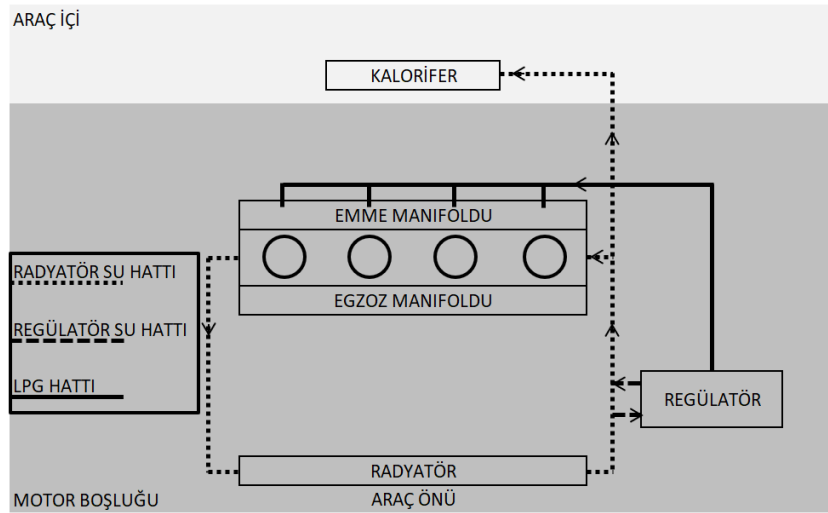 ARAÇ İÇİ
KALORİFER
EMME MANIFOLDU
EGZOZ MANIFOLDU
RADYATÖR SU HATTI
REGÜLATÖR SU HATTI
LPG HATTI
REGÜLATÖR
RADYATÖR
MOTOR BOŞLUĞU
ARAÇ ÖNÜ